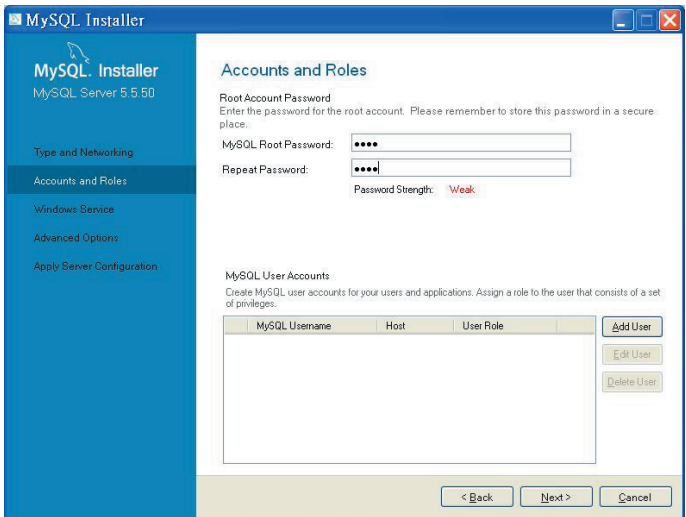 MySQL Installer
MySQL. Installer
MySQL Server 5.5.50
Type and Networking
Accounts and Roles
Windows Service
Advanced Options
Apply Server Configuration
Accounts and Roles
Root Account Password
Enter the password for the root account. Please remember to store this password in a secure
place.
MySQL Root Password: ••••
Repeat Password: ••••
Password Strength: Weak
MySQL User Accounts
Create MySQL user accounts for your users and applications. Assign a role to the user that consists of a set
of privileges.
MySQL Username Host User Role
Add User
Edit User
Delete User
< Back Next > Cancel